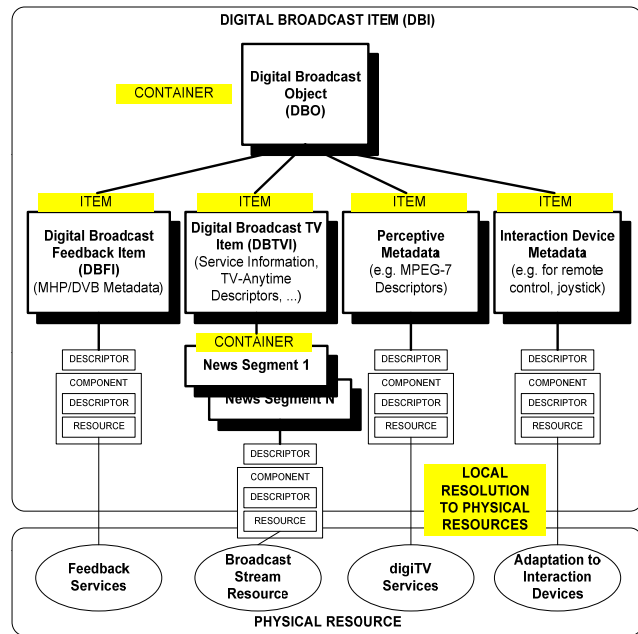 DIGITAL BROADCAST ITEM (DBI)
CONTAINER
Digital Broadcast
Object
(DBO)
ITEM
ITEM
ITEM
ITEM
Digital Broadcast
Feedback Item
(DBFI)
(MHP/DVB Metadata)
Digital Broadcast TV
Item (DBTVI)
(Service Information,
TV-Anytime
Descriptors, ...)
Perceptive
Metadata
(e.g. MPEG-7
Descriptors)
Interaction Device
Metadata
(e.g. for remote
control, joystick)
CONTAINER
News Segment 1
News Segment N
DESCRIPTOR
COMPONENT
DESCRIPTOR
RESOURCE
DESCRIPTOR
COMPONENT
DESCRIPTOR
RESOURCE
DESCRIPTOR
COMPONENT
DESCRIPTOR
RESOURCE
DESCRIPTOR
COMPONENT
DESCRIPTOR
RESOURCE
LOCAL
RESOLUTION
TO PHYSICAL
RESOURCES
Feedback
Services
Broadcast
Stream
Resource
digiTV
Services
Adaptation to
Interaction
Devices
PHYSICAL RESOURCE